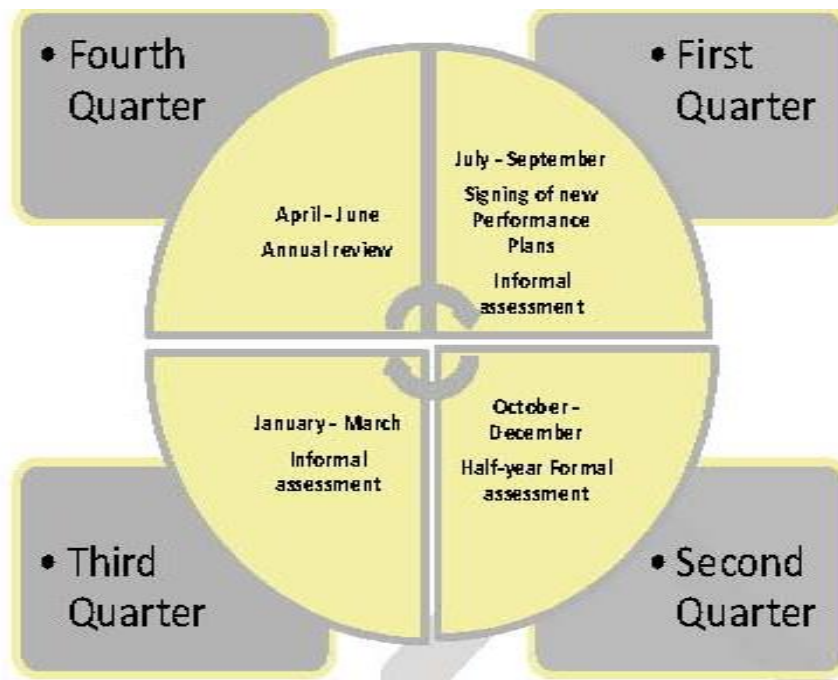 • Fourth
Quarter
• First
Quarter
April - June
Annual review
July - September
Signing of new
Performance
Plans
Informal
assessment
January - March
Informal
assessment
October -
December
Half-year Formal
assessment
• Third
Quarter
• Second
Quarter